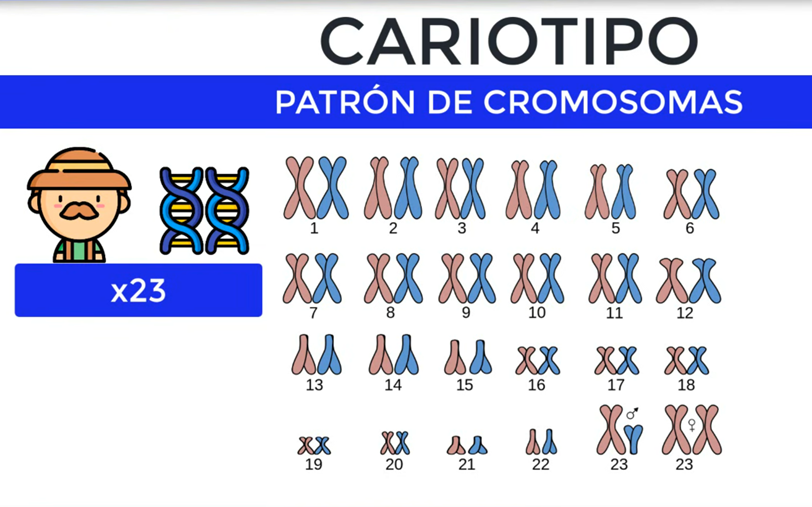 CARIOTIPO
PATRÓN DE CROMOSOMAS
x23
1 2 3 4 5 6
7 8 9 10 11 12
13 14 15 16 17 18
♂ ♀
19 20 21 22 23 23